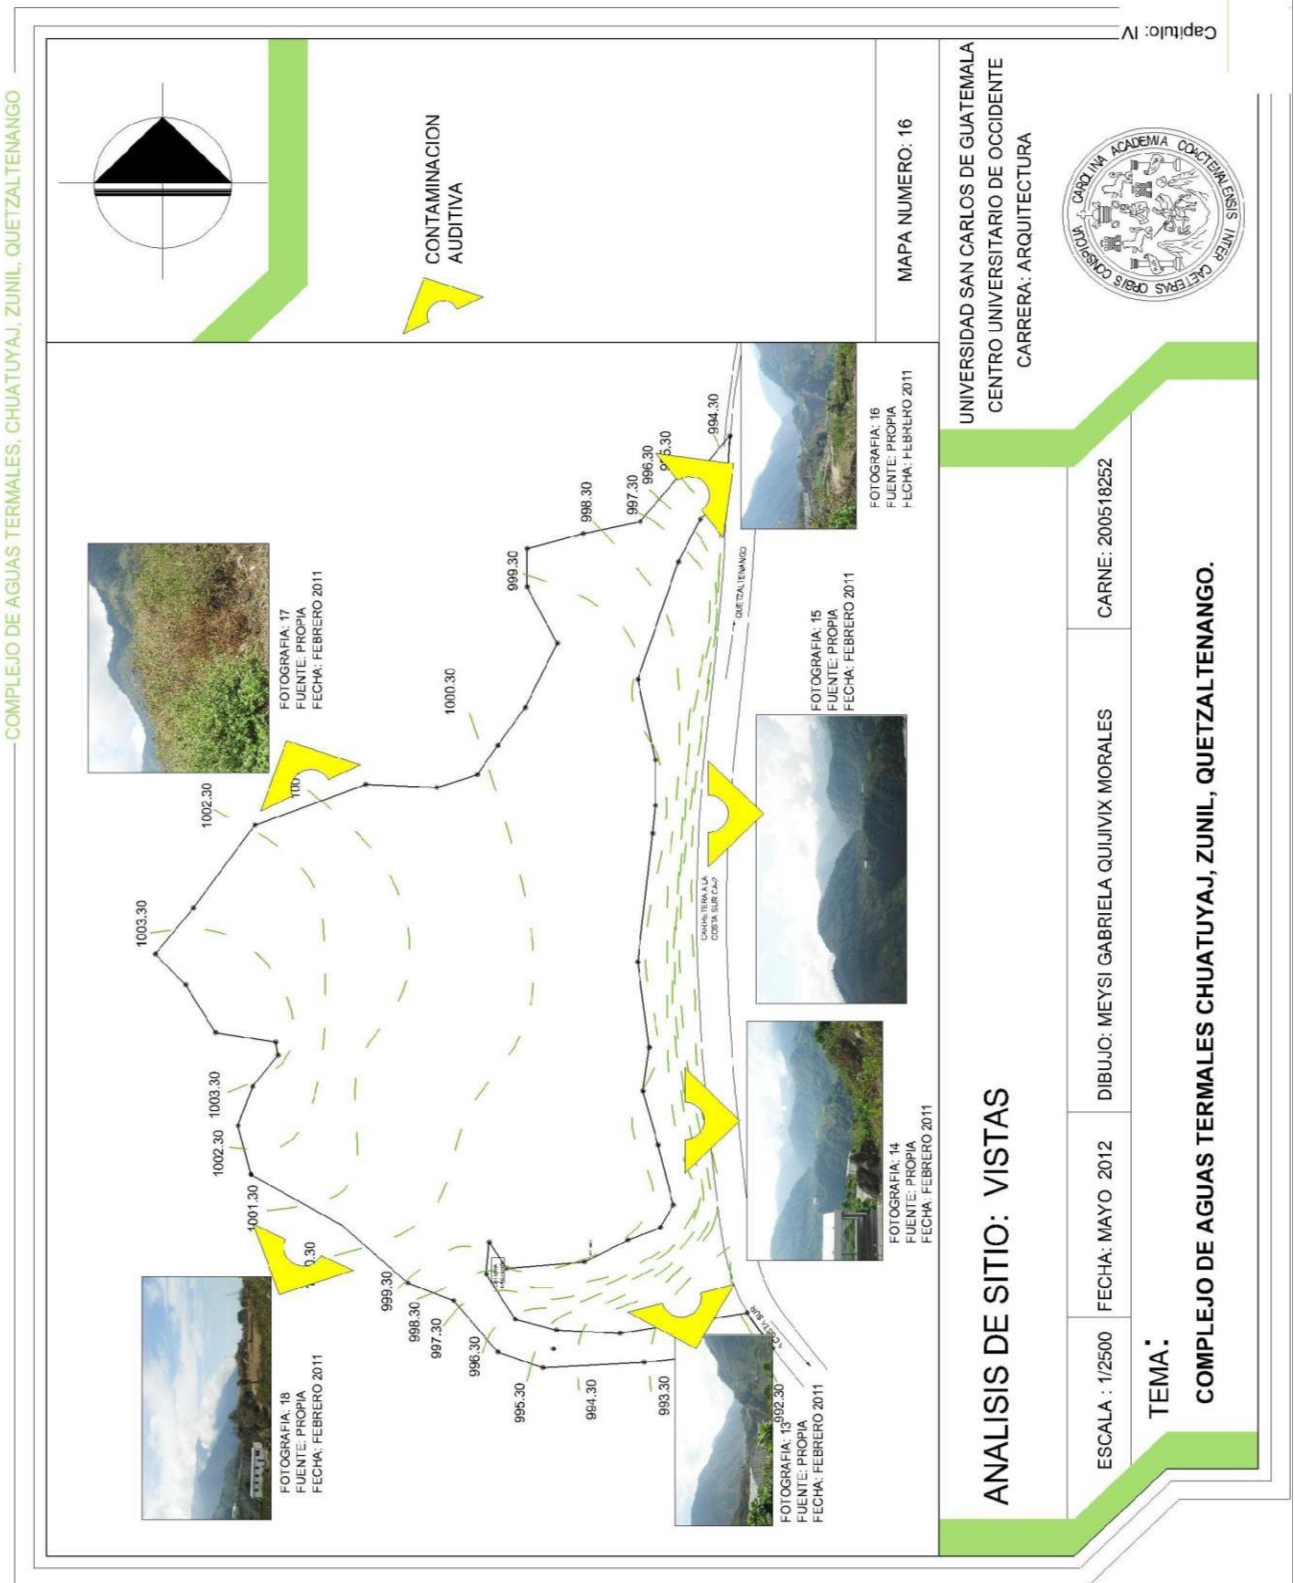 COMPLEJO DE AGUAS TERMALES, CHUATUYAJ, ZUNIL, QUETZALTENANGO
Capitulo: IV
FOTOGRAFIA: 18
FUENTE: PROPIA
FECHA: FEBRERO 2011
FOTOGRAFIA: 17
FUENTE: PROPIA
FECHA: FEBRERO 2011
1003.30
1002.30
1003.30
1002.30
1001.30
100
0.30
999.30
998.30
997.30
996.30
995.30
994.30
993.30
992.30
1000.30
999.30
998.30
997.30
996.30
994.30
CARRETERA A LA
COSTA SUR CA-2
QUETZALTENANGO
COSTA SUR
FOTOGRAFIA: 13
FUENTE: PROPIA
FECHA: FEBRERO 2011
FOTOGRAFIA: 14
FUENTE: PROPIA
FECHA: FEBRERO 2011
FOTOGRAFIA: 15
FUENTE: PROPIA
FECHA: FEBRERO 2011
FOTOGRAFIA: 16
FUENTE: PROPIA
FECHA: FEBRERO 2011
CONTAMINACION
AUDITIVA
MAPA NUMERO: 16
ANALISIS DE SITIO: VISTAS
UNIVERSIDAD SAN CARLOS DE GUATEMALA
CENTRO UNIVERSITARIO DE OCCIDENTE
CARRERA: ARQUITECTURA
CAROLINA ACADEMIA COACTEMALENSIS INTER CAETERAS ORBIS CONSPICUA
ESCALA : 1/2500
FECHA: MAYO 2012
DIBUJO: MEYSI GABRIELA QUIJIVIX MORALES
CARNE: 200518252
TEMA:
COMPLEJO DE AGUAS TERMALES CHUATUYAJ, ZUNIL, QUETZALTENANGO.